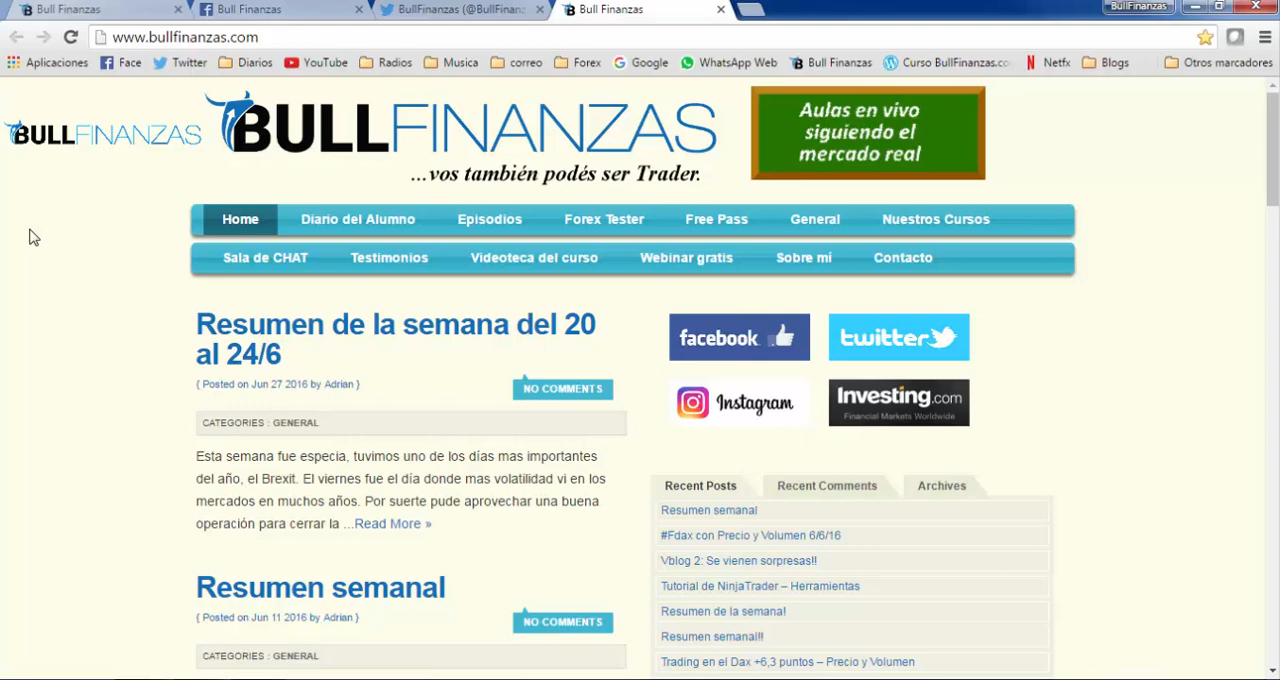 Bull Finanzas
Bull Finanzas
BullFinanzas (@BullFinan:
Bull Finanzas
BullFinanzas
www.bullfinanzas.com
Aplicaciones Face Twitter Diarios YouTube Radios Musica correo Forex Google WhatsApp Web Bull Finanzas Curso BullFinanzas.co Netfx Blogs Otros marcadores
BULLFINANZAS
BULLFINANZAS
...vos también podés ser Trader.
Aulas en vivo
siguiendo el
mercado real
Home Diario del Alumno Episodios Forex Tester Free Pass General Nuestros Cursos
Sala de CHAT Testimonios Videoteca del curso Webinar gratis Sobre mí Contacto
Resumen de la semana del 20
al 24/6
{ Posted on Jun 27 2016 by Adrian }
NO COMMENTS
CATEGORIES : GENERAL
Esta semana fue especia, tuvimos uno de los días mas importantes
del año, el Brexit. El viernes fue el día donde mas volatilidad vi en los
mercados en muchos años. Por suerte pude aprovechar una buena
operación para cerrar la ...Read More »
Resumen semanal
{ Posted on Jun 11 2016 by Adrian }
NO COMMENTS
CATEGORIES : GENERAL
facebook
twitter
Instagram
Investing.com
Financial Markets Worldwide
Recent Posts Recent Comments Archives
Resumen semanal
#Fdax con Precio y Volumen 6/6/16
Vblog 2: Se vienen sorpresas!!
Tutorial de NinjaTrader – Herramientas
Resumen de la semana!
Resumen semanal!!
Trading en el Dax +6,3 puntos – Precio y Volumen